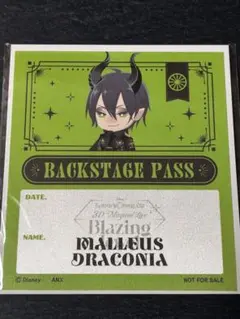 BACKSTAGE PASS
DATE.
NAME.
Blazing
MALLEUS
DRACONIA
© Disney
NOT FOR SALE